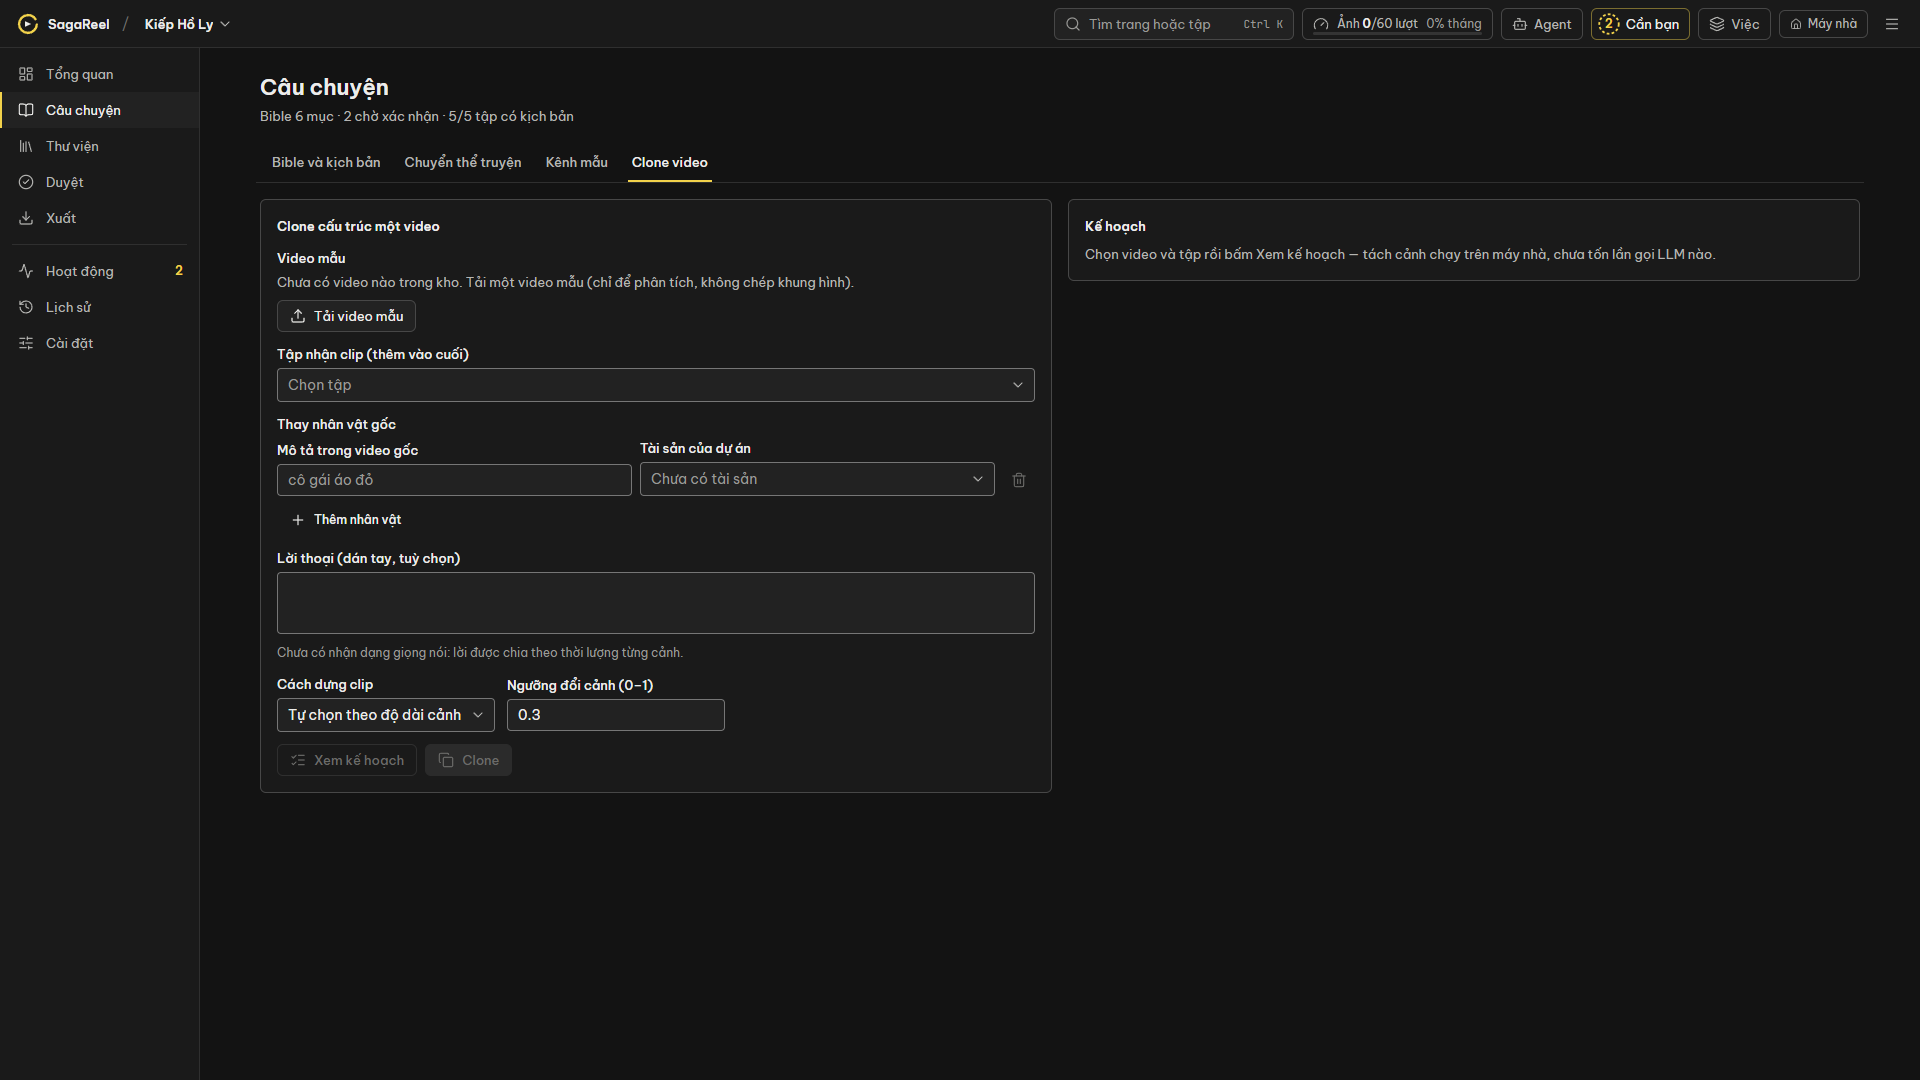 SagaReel / Kiếp Hồ Ly
Tìm trang hoặc tập Ctrl K
Ảnh 0/60 lượt 0% tháng
Agent
2 Cần bạn
Việc
Máy nhà
Tổng quan
Câu chuyện
Thư viện
Duyệt
Xuất
Hoạt động 2
Lịch sử
Cài đặt
Câu chuyện
Bible 6 mục · 2 chờ xác nhận · 5/5 tập có kịch bản
Bible và kịch bản
Chuyển thể truyện
Kênh mẫu
Clone video
Clone cấu trúc một video
Video mẫu
Chưa có video nào trong kho. Tải một video mẫu (chỉ để phân tích, không chép khung hình).
Tải video mẫu
Tập nhận clip (thêm vào cuối)
Chọn tập
Thay nhân vật gốc
Mô tả trong video gốc
cô gái áo đỏ
Tài sản của dự án
Chưa có tài sản
Thêm nhân vật
Lời thoại (dán tay, tuỳ chọn)
Chưa có nhận dạng giọng nói: lời được chia theo thời lượng từng cảnh.
Cách dựng clip
Tự chọn theo độ dài cảnh
Ngưỡng đổi cảnh (0–1)
0.3
Xem kế hoạch
Clone
Kế hoạch
Chọn video và tập rồi bấm Xem kế hoạch — tách cảnh chạy trên máy nhà, chưa tốn lần gọi LLM nào.